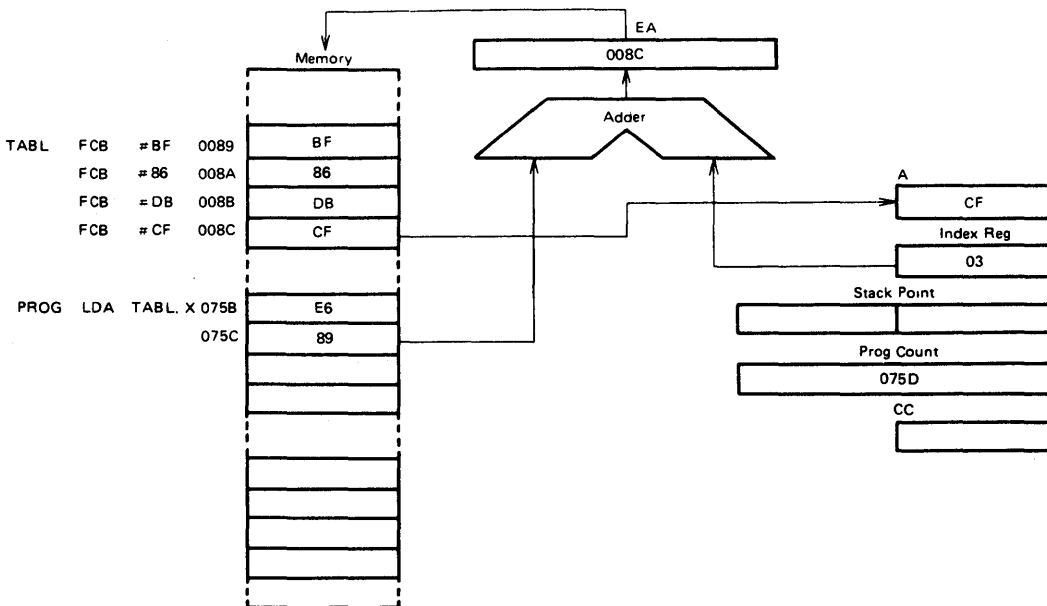 EA
008C
Memory
Adder
TABL FCB #BF 0089 BF
FCB #86 008A 86
FCB =DB 008B DB
FCB #CF 008C CF
A
CF
Index Reg
03
PROG LDA TABL. X 075B E6
075C 89
Stack Point
Prog Count
075D
CC